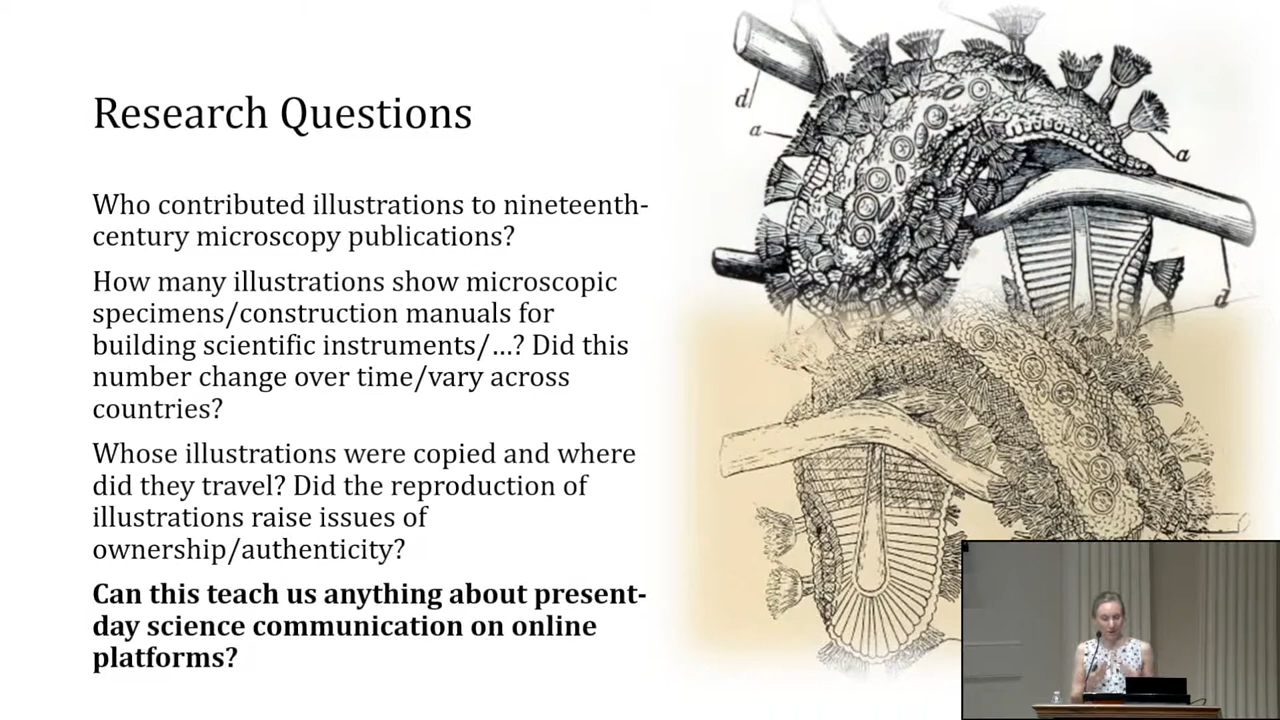 Research Questions
Who contributed illustrations to nineteenth-
century microscopy publications?
How many illustrations show microscopic
specimens/construction manuals for
building scientific instruments/...? Did this
number change over time/vary across
countries?
Whose illustrations were copied and where
did they travel? Did the reproduction of
illustrations raise issues of
ownership/authenticity?
Can this teach us anything about present-
day science communication on online
platforms?
d
a
a
d